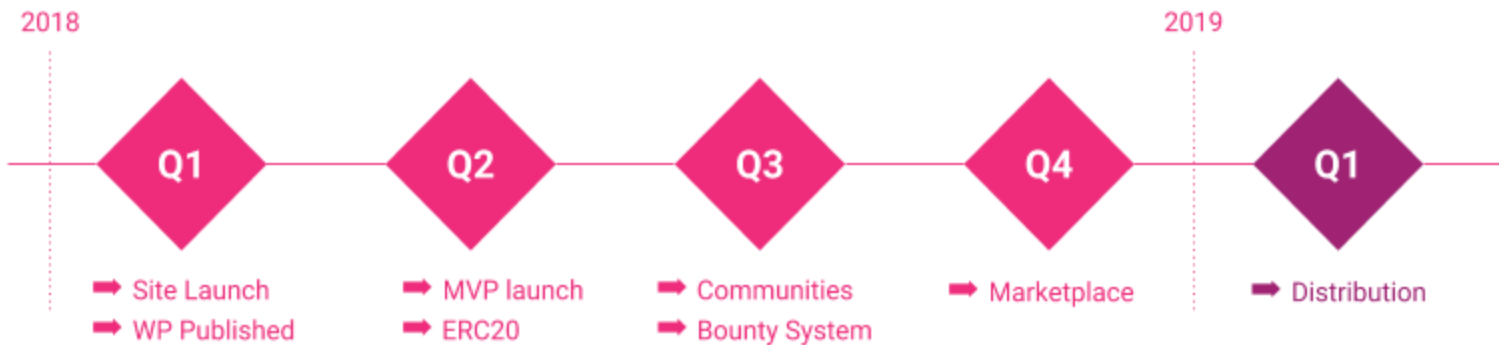 2018
2019
Q1
Q2
Q3
Q4
Q1
Site Launch
WP Published
MVP launch
ERC20
Communities
Bounty System
Marketplace
Distribution